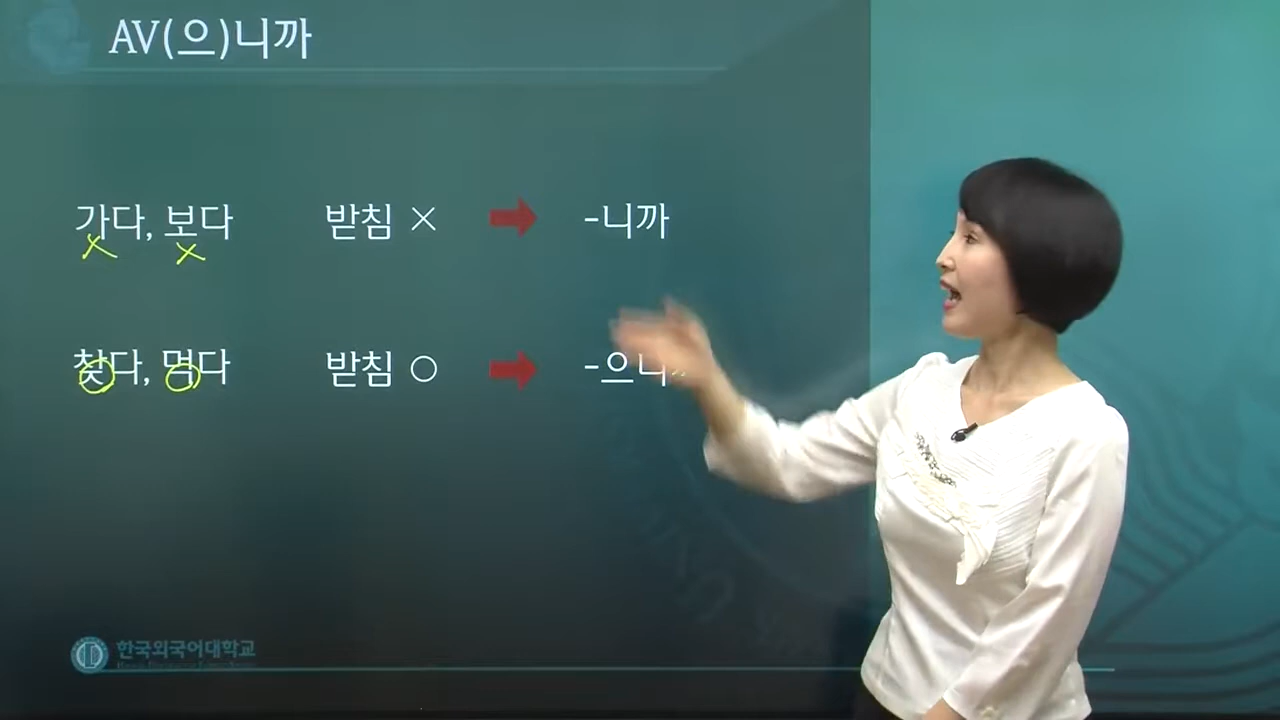 AV(으)니까
가다, 보다 받침 × → -니까
찾다, 먹다 받침 ○ → -으니
한국외국어대학교